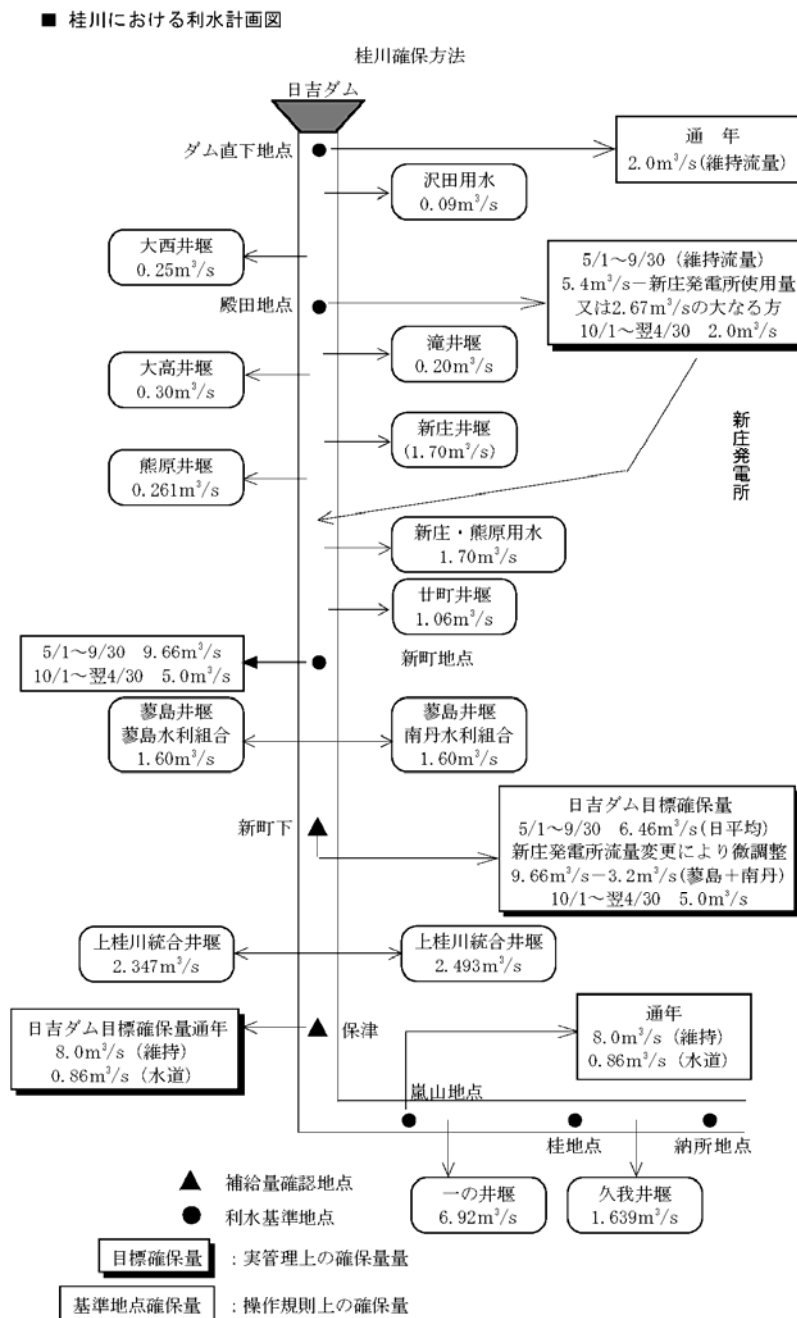 ■ 桂川における利水計画図
桂川確保方法
日吉ダム
ダム直下地点
通　年
2.0m³/s(維持流量)
沢田用水
0.09m³/s
大西井堰
0.25m³/s
殿田地点
5/1～9/30（維持流量）
5.4m³/s－新庄発電所使用量
又は2.67m³/sの大なる方
10/1～翌4/30　2.0m³/s
滝井堰
0.20m³/s
大高井堰
0.30m³/s
新庄発電所
新庄井堰
(1.70m³/s)
熊原井堰
0.261m³/s
新庄・熊原用水
1.70m³/s
廿町井堰
1.06m³/s
5/1～9/30　9.66m³/s
10/1～翌4/30　5.0m³/s
新町地点
蓼島井堰
蓼島水利組合
1.60m³/s
蓼島井堰
南丹水利組合
1.60m³/s
新町下
日吉ダム目標確保量
5/1～9/30　6.46m³/s(日平均)
新庄発電所流量変更により微調整
9.66m³/s－3.2m³/s(蓼島＋南丹)
10/1～翌4/30　5.0m³/s
上桂川統合井堰
2.347m³/s
上桂川統合井堰
2.493m³/s
日吉ダム目標確保量通年
8.0m³/s（維持）
0.86m³/s（水道）
保津
通年
8.0m³/s（維持）
0.86m³/s（水道）
嵐山地点
桂地点
納所地点
一の井堰
6.92m³/s
久我井堰
1.639m³/s
▲ 補給量確認地点
● 利水基準地点
目標確保量 ：実管理上の確保量量
基準地点確保量 ：操作規則上の確保量